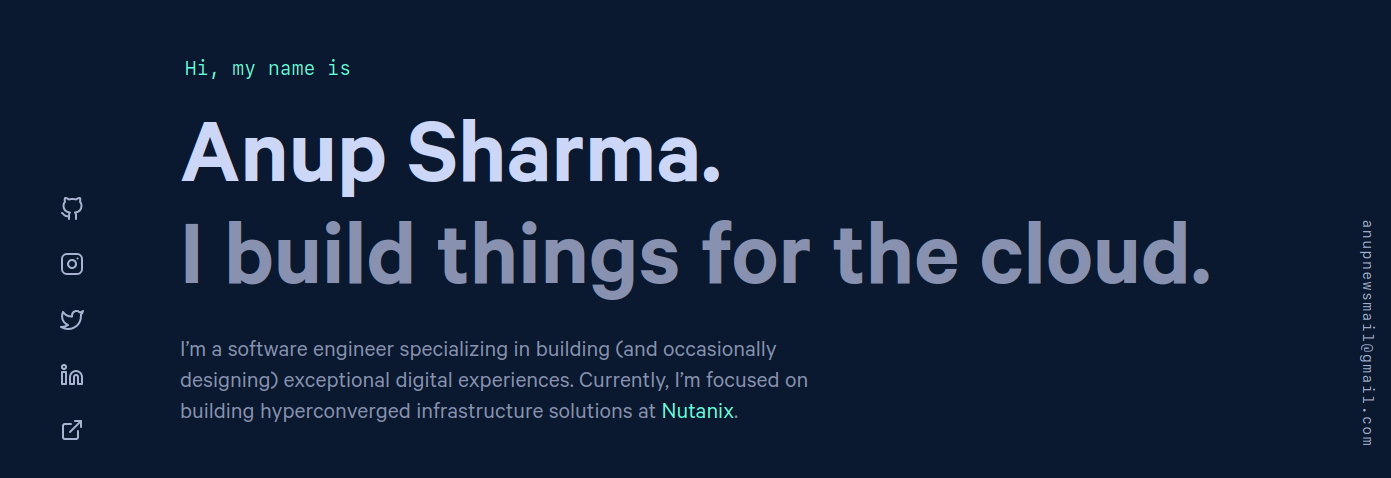 Hi, my name is
Anup Sharma.
I build things for the cloud.
I’m a software engineer specializing in building (and occasionally
designing) exceptional digital experiences. Currently, I’m focused on
building hyperconverged infrastructure solutions at Nutanix.
anupnewsmail@gmail.com